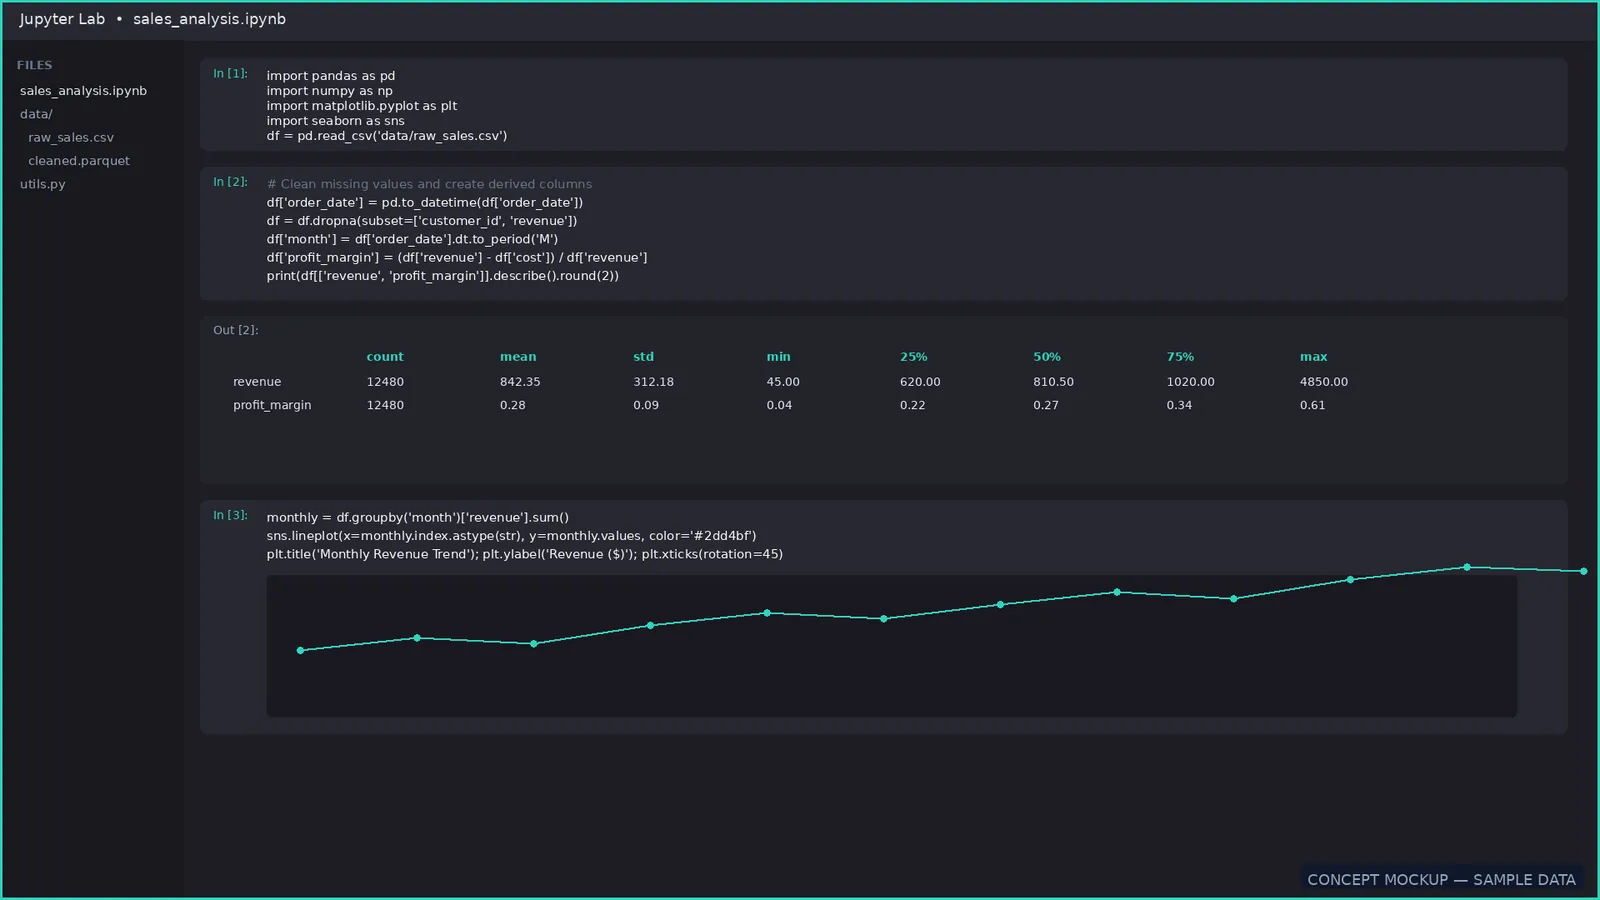 Jupyter Lab • sales_analysis.ipynb
FILES
sales_analysis.ipynb
data/
raw_sales.csv
cleaned.parquet
utils.py
In [1]:
import pandas as pd
import numpy as np
import matplotlib.pyplot as plt
import seaborn as sns
df = pd.read_csv('data/raw_sales.csv')
In [2]:
# Clean missing values and create derived columns
df['order_date'] = pd.to_datetime(df['order_date'])
df = df.dropna(subset=['customer_id', 'revenue'])
df['month'] = df['order_date'].dt.to_period('M')
df['profit_margin'] = (df['revenue'] - df['cost']) / df['revenue']
print(df[['revenue', 'profit_margin']].describe().round(2))
Out [2]:
count mean std min 25% 50% 75% max
revenue 12480 842.35 312.18 45.00 620.00 810.50 1020.00 4850.00
profit_margin 12480 0.28 0.09 0.04 0.22 0.27 0.34 0.61
In [3]:
monthly = df.groupby('month')['revenue'].sum()
sns.lineplot(x=monthly.index.astype(str), y=monthly.values, color='#2dd4bf')
plt.title('Monthly Revenue Trend'); plt.ylabel('Revenue ($)'); plt.xticks(rotation=45)
CONCEPT MOCKUP — SAMPLE DATA